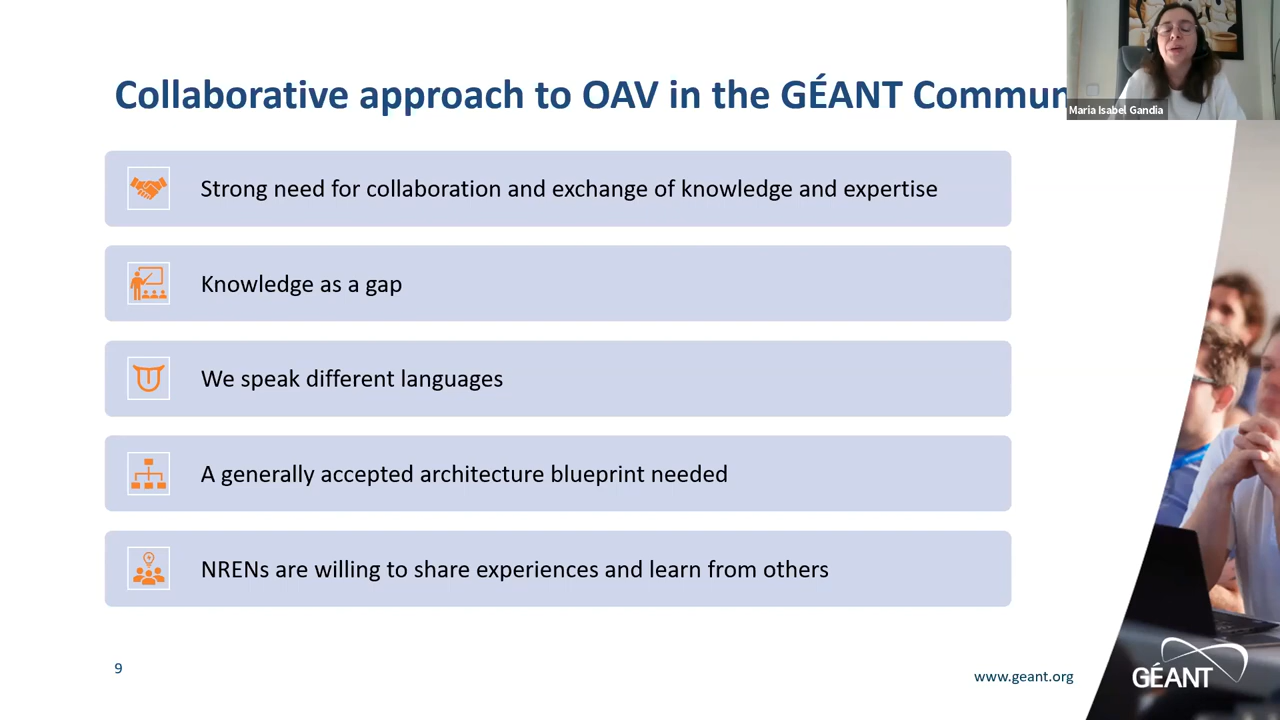 Collaborative approach to OAV in the GÉANT Commun
Maria Isabel Gandia
Strong need for collaboration and exchange of knowledge and expertise
Knowledge as a gap
We speak different languages
A generally accepted architecture blueprint needed
NRENs are willing to share experiences and learn from others
9
www.geant.org
GÉANT